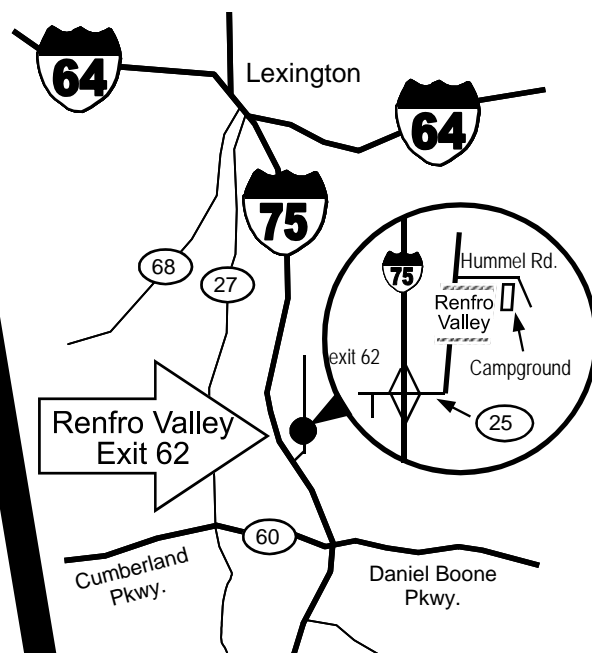 64
Lexington
64
75
68
27
75
Hummel Rd.
Renfro
Valley
exit 62
Campground
25
Renfro Valley
Exit 62
60
Cumberland
Pkwy.
Daniel Boone
Pkwy.